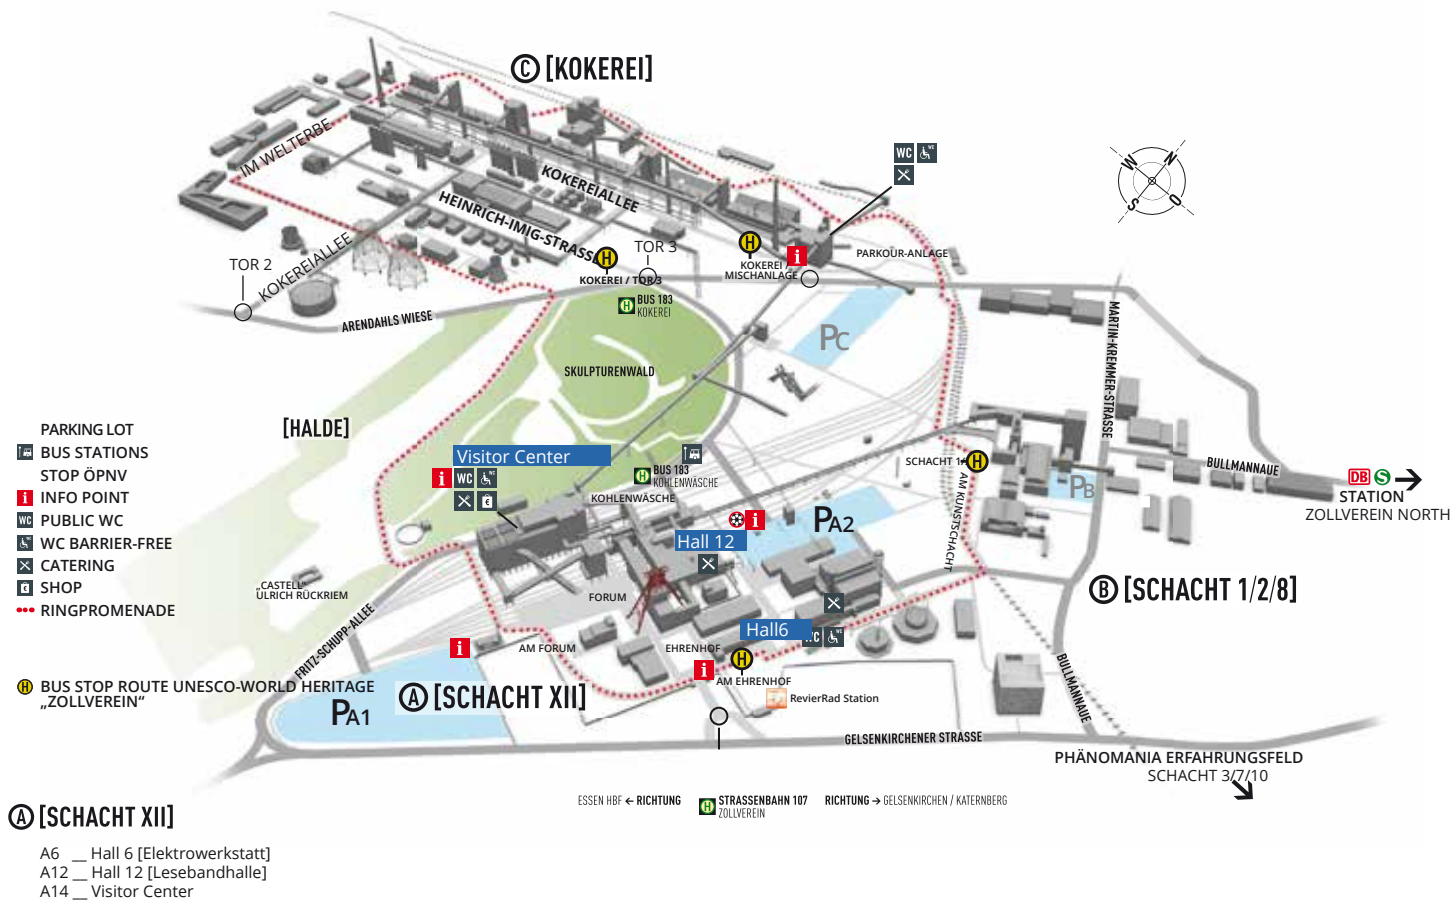 C [KOKEREI]
IM WELTERBE
WC
KOKEREIALLEE
HEINRICH-IMIG-STRASSE
N
W
O
S
TOR 2
KOKEREIALLEE
TOR 3
H
H
i
KOKEREI / TOR 3
KOKEREI /
MISCHANLAGE
PARKOUR-ANLAGE
H BUS 183
KOKEREI
ARENDAHLS WIESE
PC
MARTIN-KREMMER-STRASSE
SKULPTURENWALD
[HALDE]
PARKING LOT
BUS STATIONS
STOP ÖPNV
i INFO POINT
WC PUBLIC WC
WC BARRIER-FREE
CATERING
SHOP
RINGPROMENADE
H BUS STOP ROUTE UNESCO-WORLD HERITAGE
„ZOLLVEREIN“
Visitor Center
i WC
H BUS 183
KOHLENWÄSCHE
KOHLENWÄSCHE
SCHACHT 1/
H
AM KUNSTSCHACHT
PB
BULLMANNAUE
DB S
STATION
ZOLLVEREIN NORTH
i
PA2
Hall 12
„CASTELL“
ULRICH RÜCKRIEM
FORUM
FRITZ-SCHUPP-ALLEE
B [SCHACHT 1/2/8]
i
AM FORUM
EHRENHOF
Hall6
WC
i
H
AM EHRENHOF
RevierRad Station
A [SCHACHT XII]
PA1
BULLMANNAUE
GELSENKIRCHENER STRASSE
PHÄNOMANIA ERFAHRUNGSFELD
SCHACHT 3/7/10
ESSEN HBF ← RICHTUNG
H STRASSENBAHN 107
ZOLLVEREIN
RICHTUNG → GELSENKIRCHEN / KATERNBERG
A [SCHACHT XII]
A6 __ Hall 6 [Elektrowerkstatt]
A12 __ Hall 12 [Lesebandhalle]
A14 __ Visitor Center